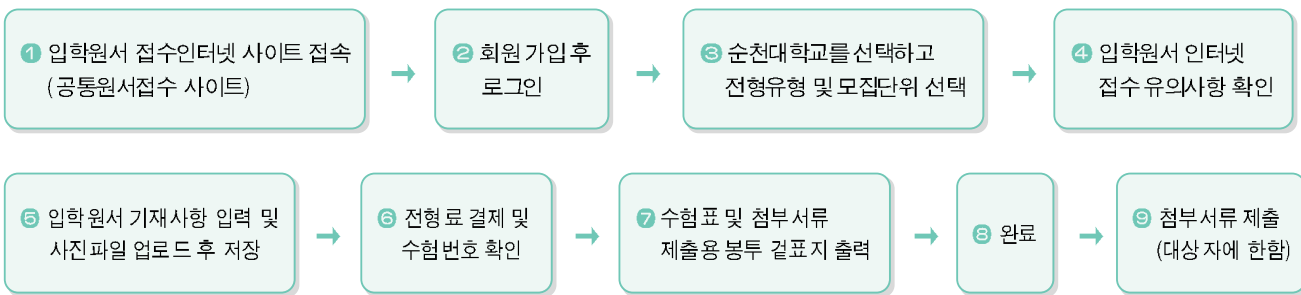 ❶ 입학원서 접수인터넷 사이트 접속
(공통원서접수 사이트)
❷ 회원 가입 후
로그인
❸ 순천대학교를 선택하고
전형유형 및 모집단위 선택
❹ 입학원서 인터넷
접수 유의사항 확인
❺ 입학원서 기재사항 입력 및
사진파일 업로드 후 저장
❻ 전형료 결제 및
수험번호 확인
❼ 수험표 및 첨부서류
제출용 봉투 겉표지 출력
❽ 완료
❾ 첨부서류 제출
(대상자에 한함)